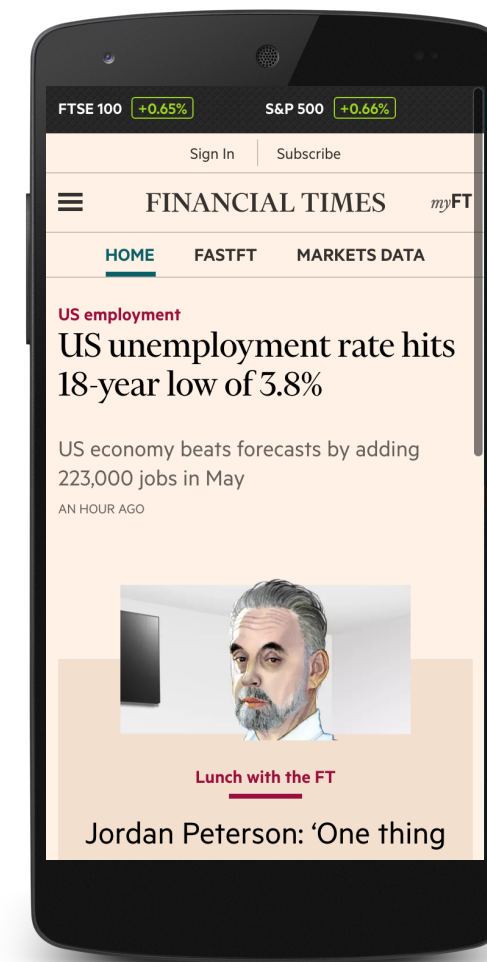 FTSE 100 +0.65% S&P 500 +0.66%
Sign In Subscribe
FINANCIAL TIMES myFT
HOME FASTFT MARKETS DATA
US employment
US unemployment rate hits
18-year low of 3.8%
US economy beats forecasts by adding
223,000 jobs in May
AN HOUR AGO
Lunch with the FT
Jordan Peterson: ‘One thing